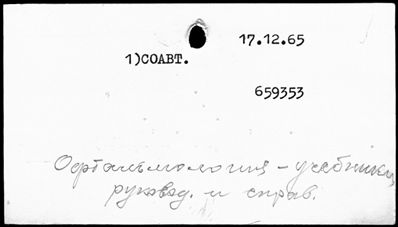 17.12.65
1)СОАВТ.
659353
Офтальмология – учебники,
руковод. и справ.